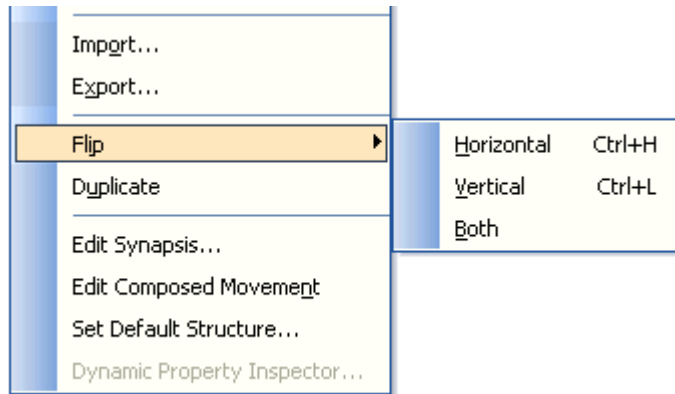 Import...
Export...
Flip
Horizontal Ctrl+H
Duplicate
Vertical Ctrl+L
Both
Edit Synapsis...
Edit Composed Movement
Set Default Structure...
Dynamic Property Inspector...